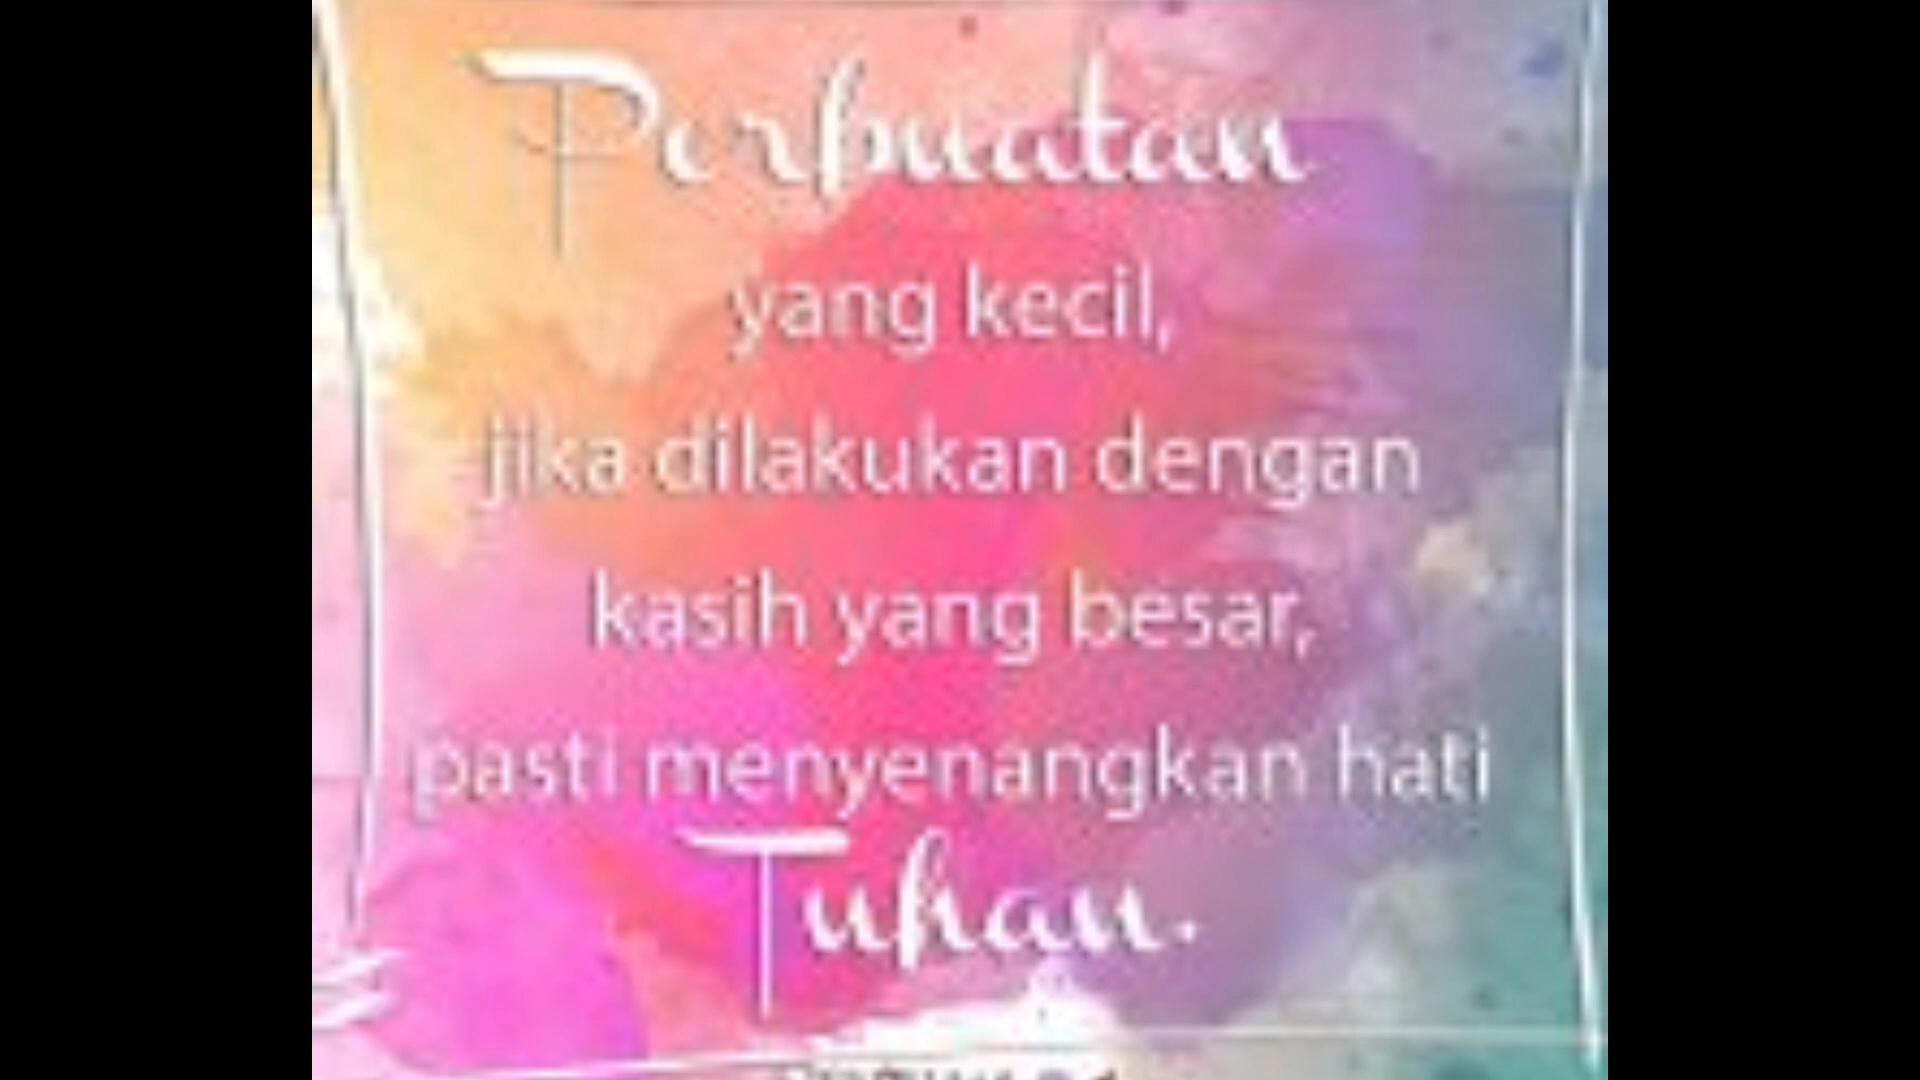 Perbuatan
yang kecil,
jika dilakukan dengan
kasih yang besar,
pasti menyenangkan hati
Tuhan.